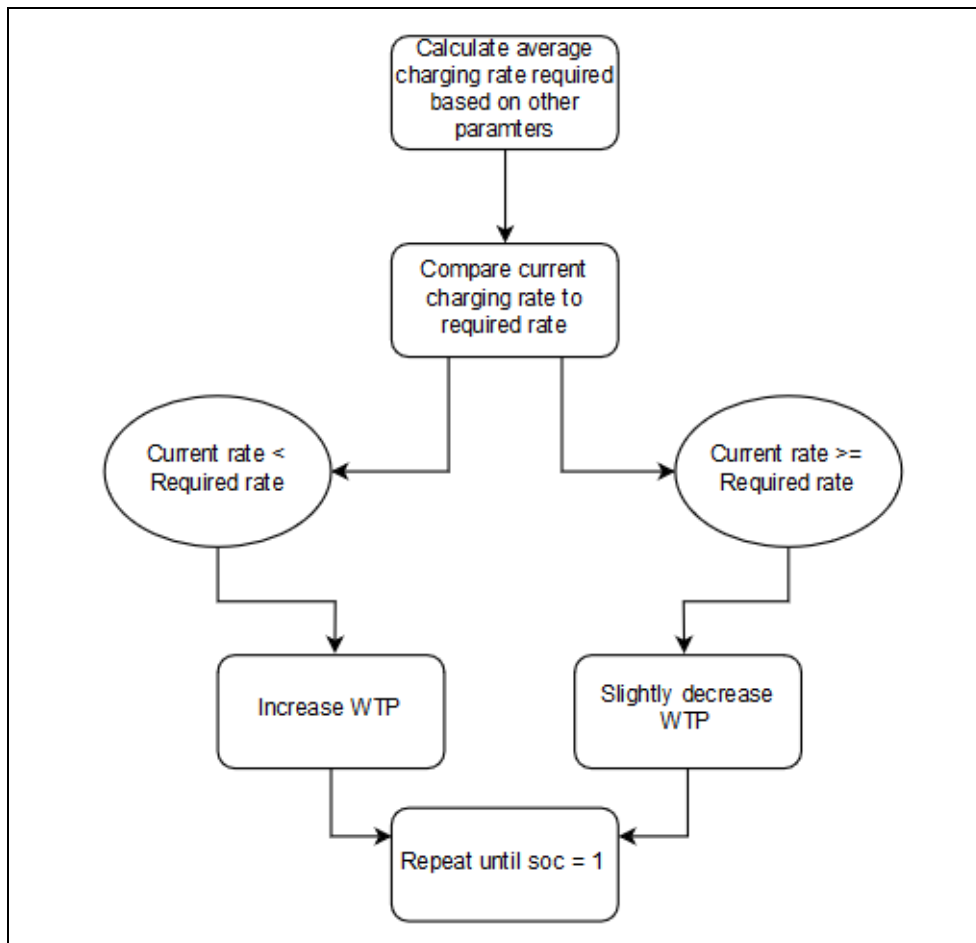 Calculate average
charging rate required
based on other
paramters
Compare current
charging rate to
required rate
Current rate <
Required rate
Current rate >=
Required rate
Increase WTP
Slightly decrease
WTP
Repeat until soc = 1